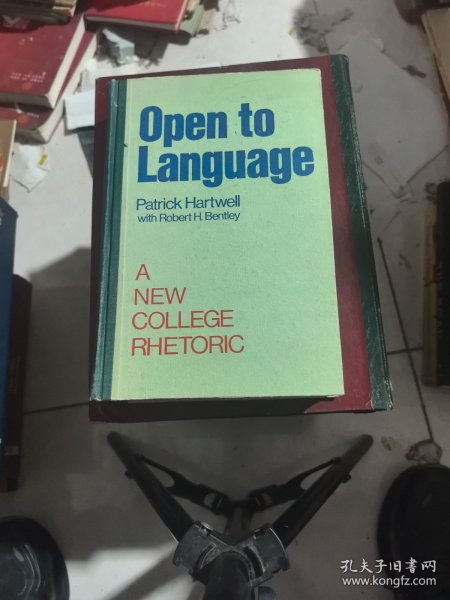 Open to
Language
Patrick Hartwell
with Robert H. Bentley
A
NEW
COLLEGE
RHETORIC
孔夫子旧书网
www.kongfz.com